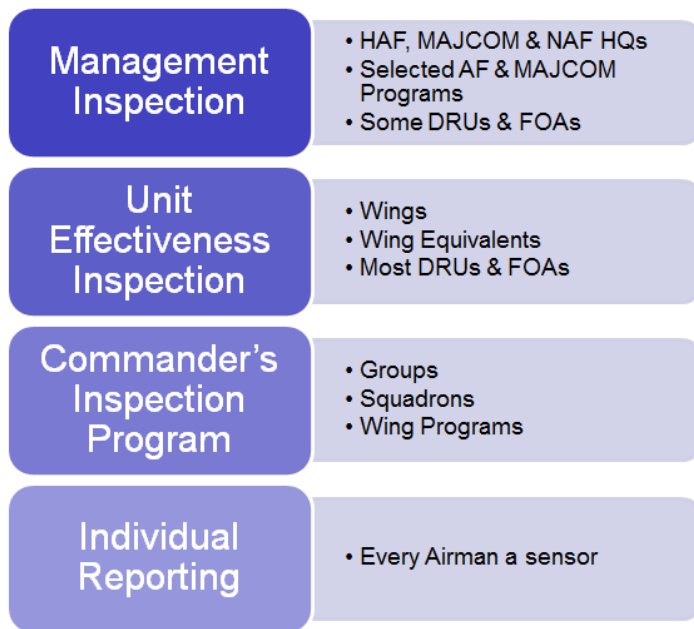 Management
Inspection
• HAF, MAJCOM & NAF HQs
• Selected AF & MAJCOM
Programs
• Some DRUs & FOAs
Unit
Effectiveness
Inspection
• Wings
• Wing Equivalents
• Most DRUs & FOAs
Commander's
Inspection
Program
• Groups
• Squadrons
• Wing Programs
Individual
Reporting
• Every Airman a sensor